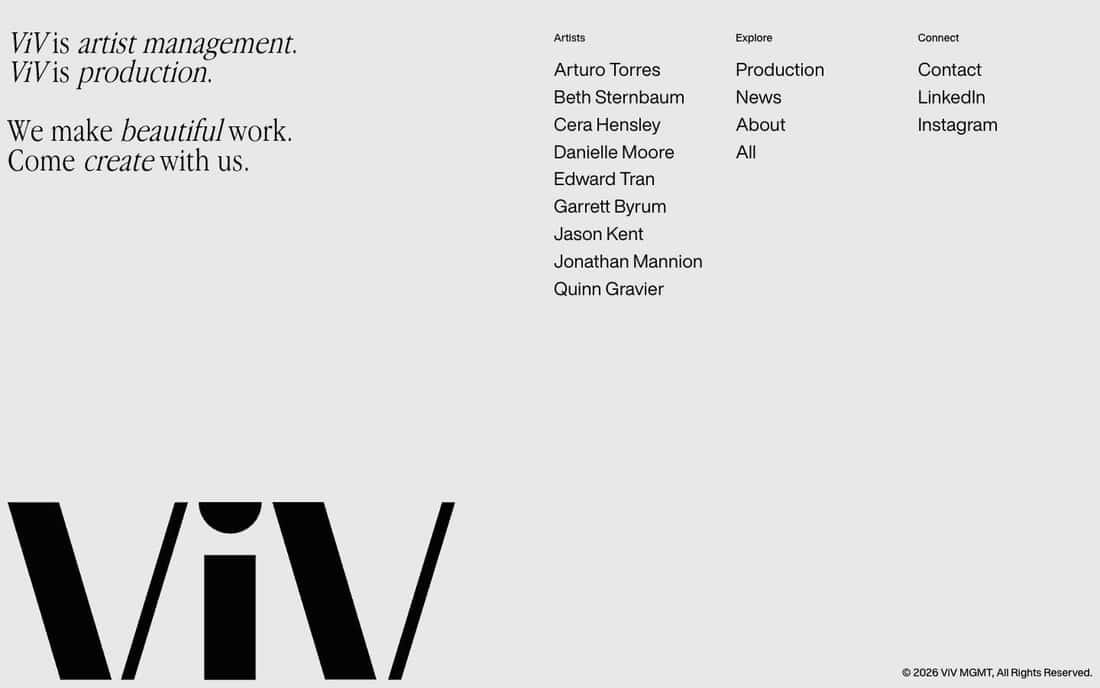 ViV is artist management.
ViV is production.
We make beautiful work.
Come create with us.
Artists
Arturo Torres
Beth Sternbaum
Cera Hensley
Danielle Moore
Edward Tran
Garrett Byrum
Jason Kent
Jonathan Mannion
Quinn Gravier
Explore
Production
News
About
All
Connect
Contact
LinkedIn
Instagram
ViV
© 2026 ViV MGMT, All Rights Reserved.